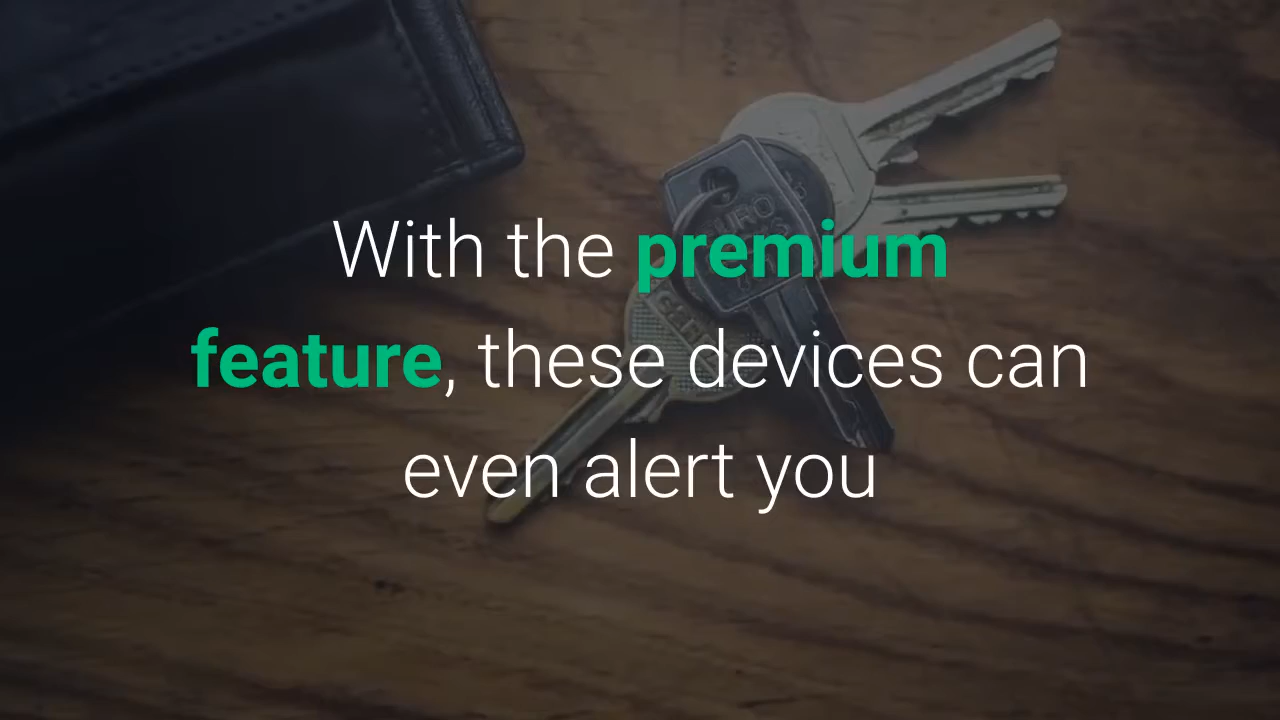 With the premium
feature, these devices can
even alert you